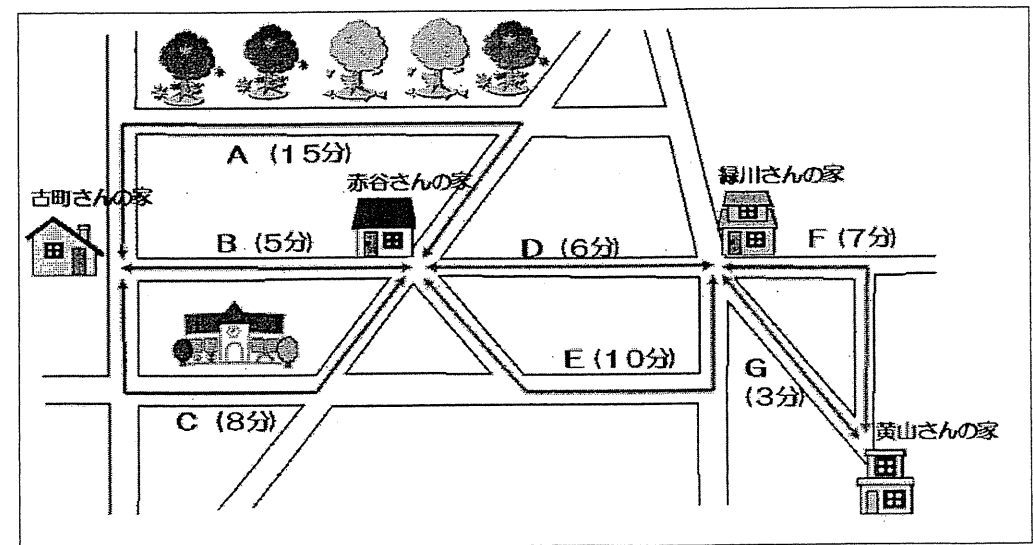 A (15分)
赤谷さんの家
緑川さんの家
古町さんの家
B (5分)
D (6分)
F (7分)
E (10分)
G
(3分)
C (8分)
黄山さんの家